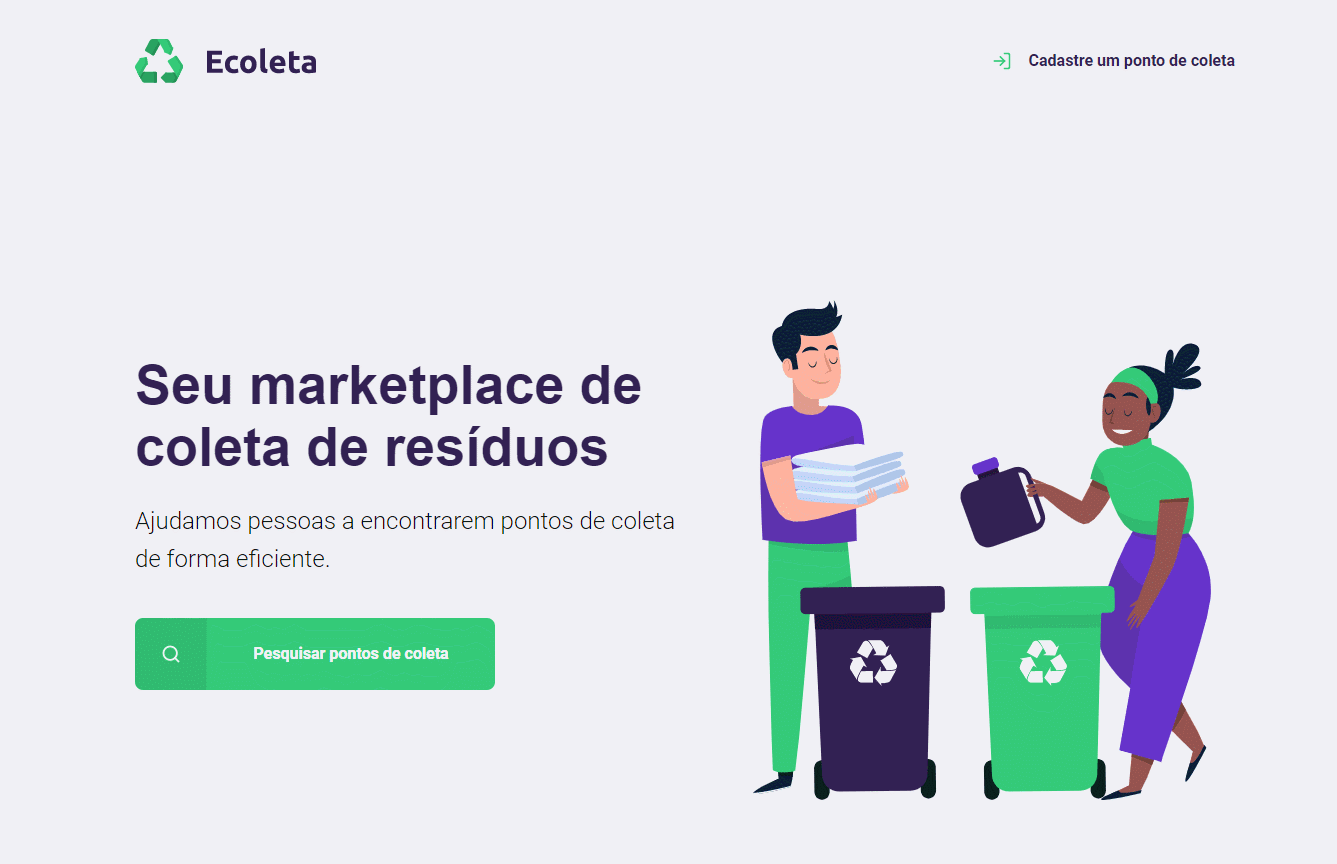 Ecoleta
Cadastre um ponto de coleta
Seu marketplace de
coleta de resíduos
Ajudamos pessoas a encontrarem pontos de coleta
de forma eficiente.
Pesquisar pontos de coleta